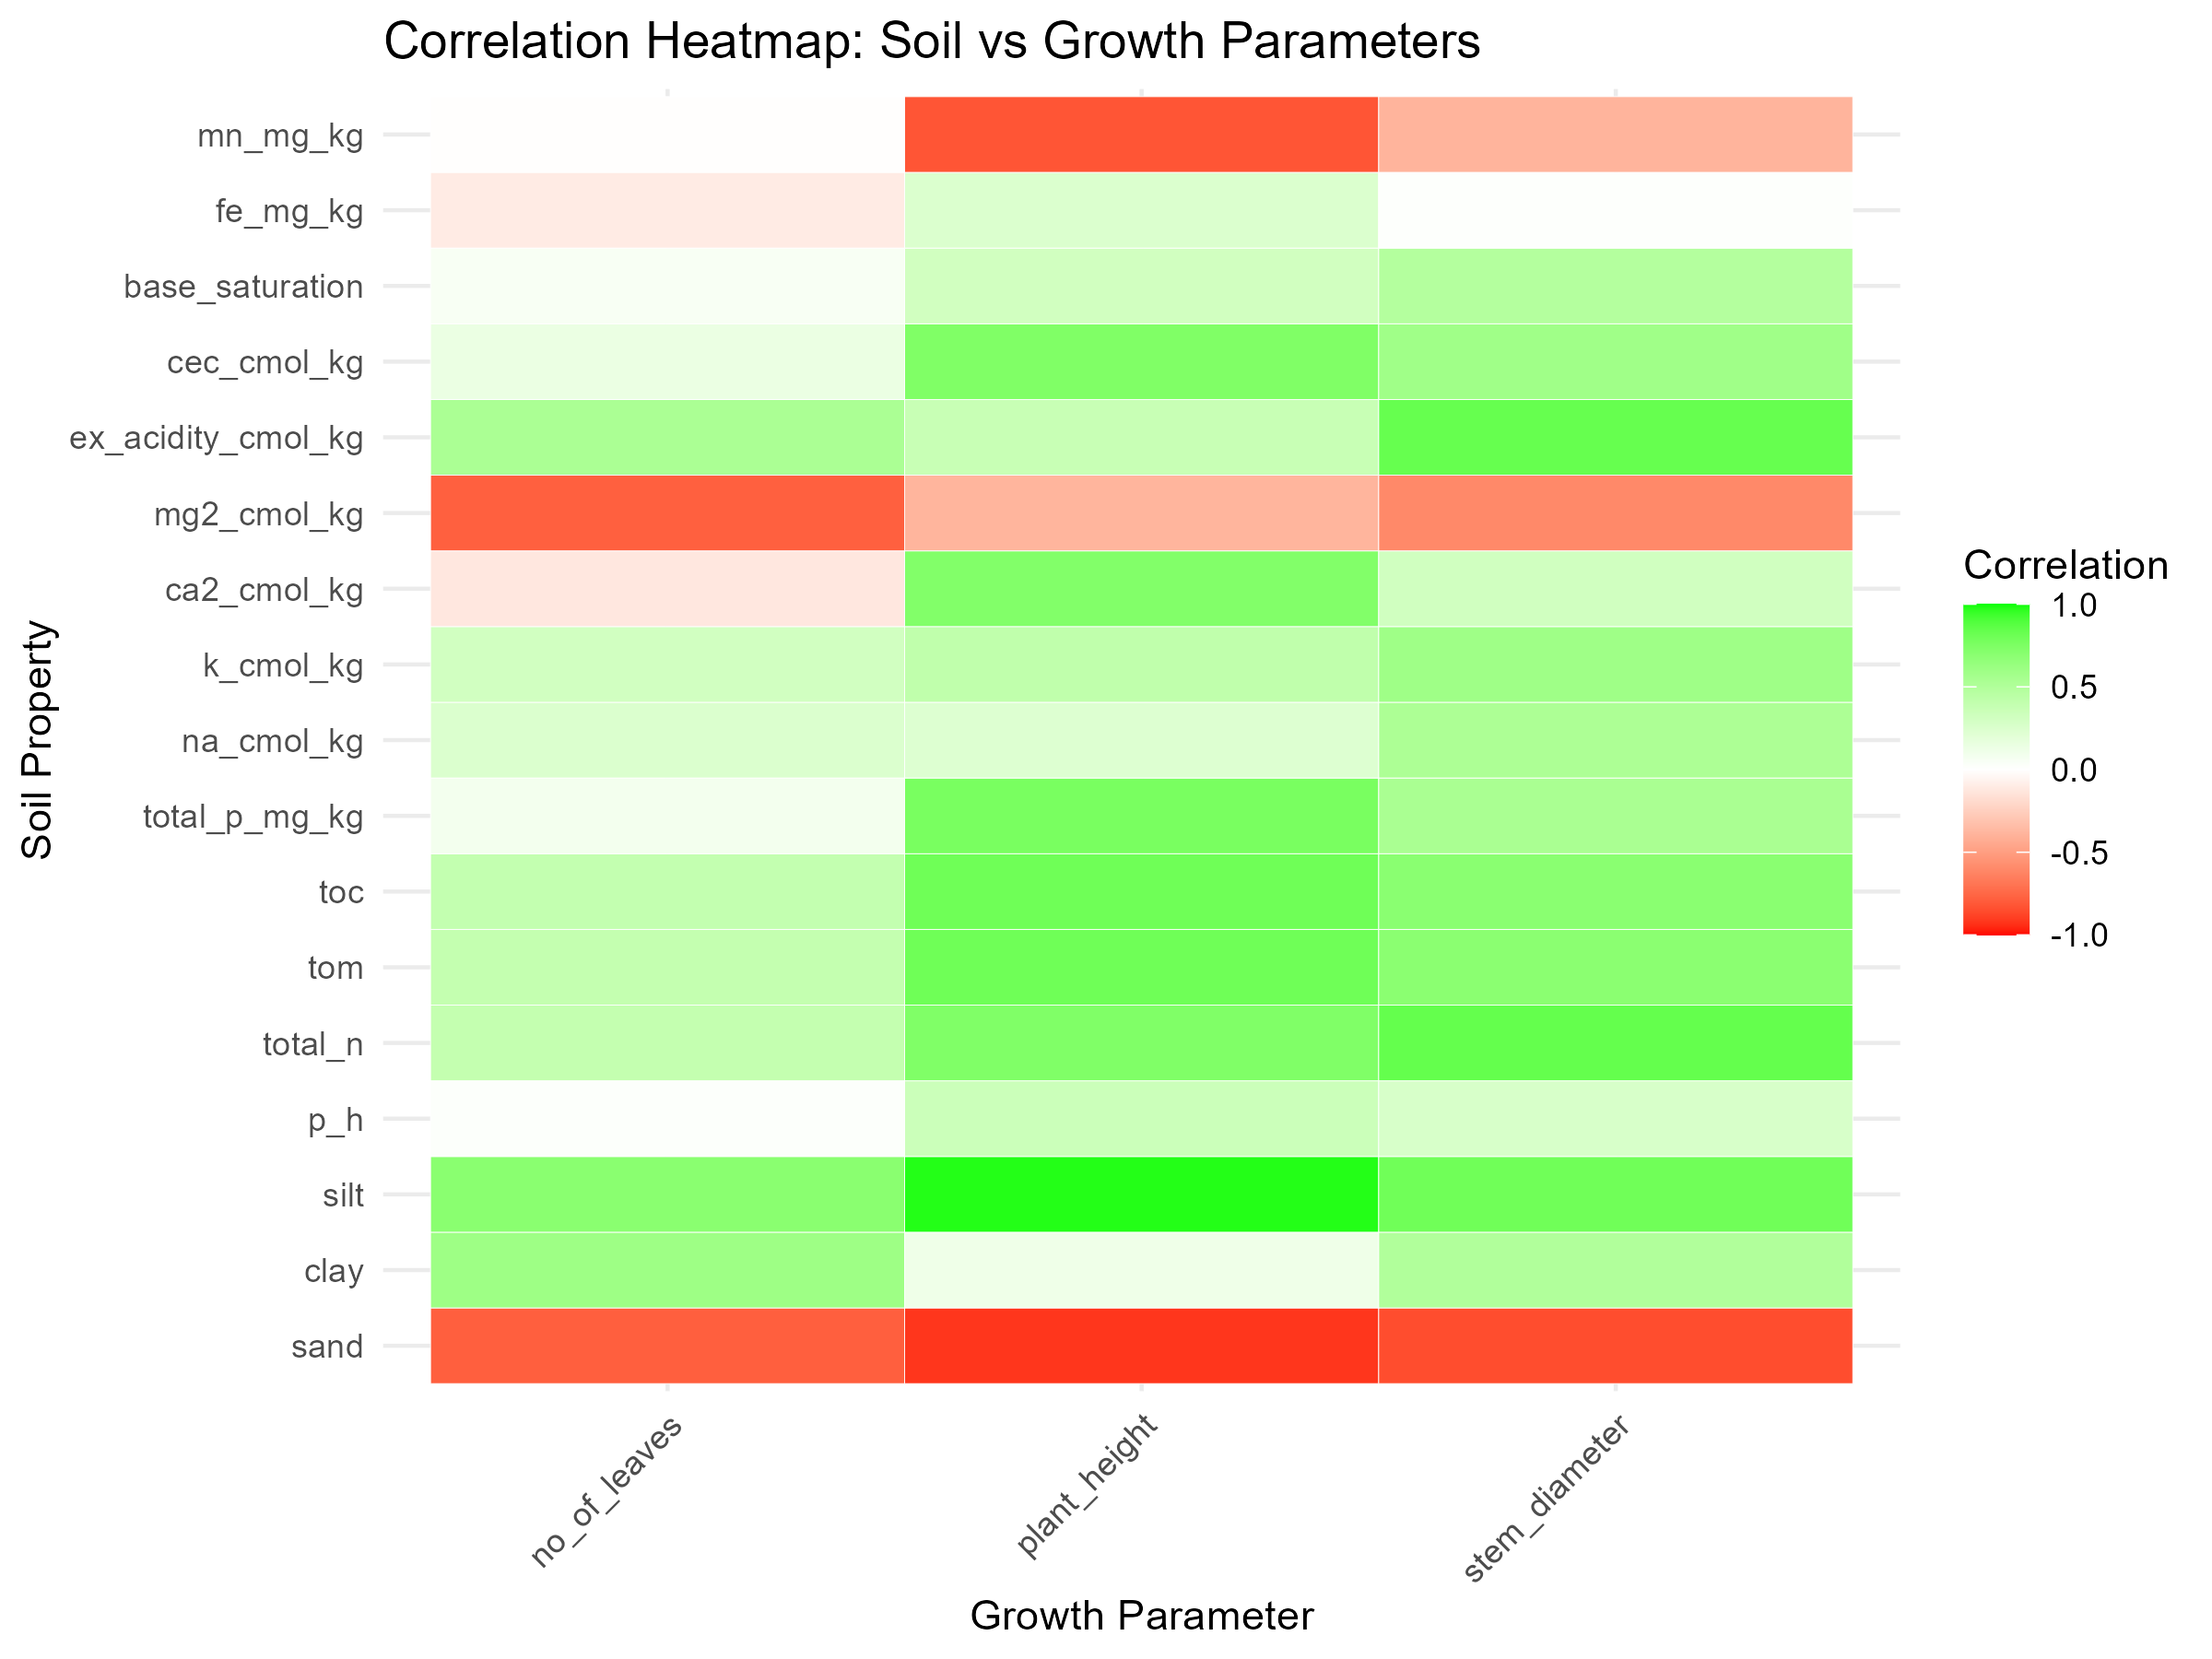 Correlation Heatmap: Soil vs Growth Parameters
Soil Property
mn_mg_kg
fe_mg_kg
base_saturation
cec_cmol_kg
ex_acidity_cmol_kg
mg2_cmol_kg
ca2_cmol_kg
k_cmol_kg
na_cmol_kg
total_p_mg_kg
toc
tom
total_n
p_h
silt
clay
sand
no_of_leaves
plant_height
stem_diameter
Growth Parameter
Correlation
1.0
0.5
0.0
-0.5
-1.0